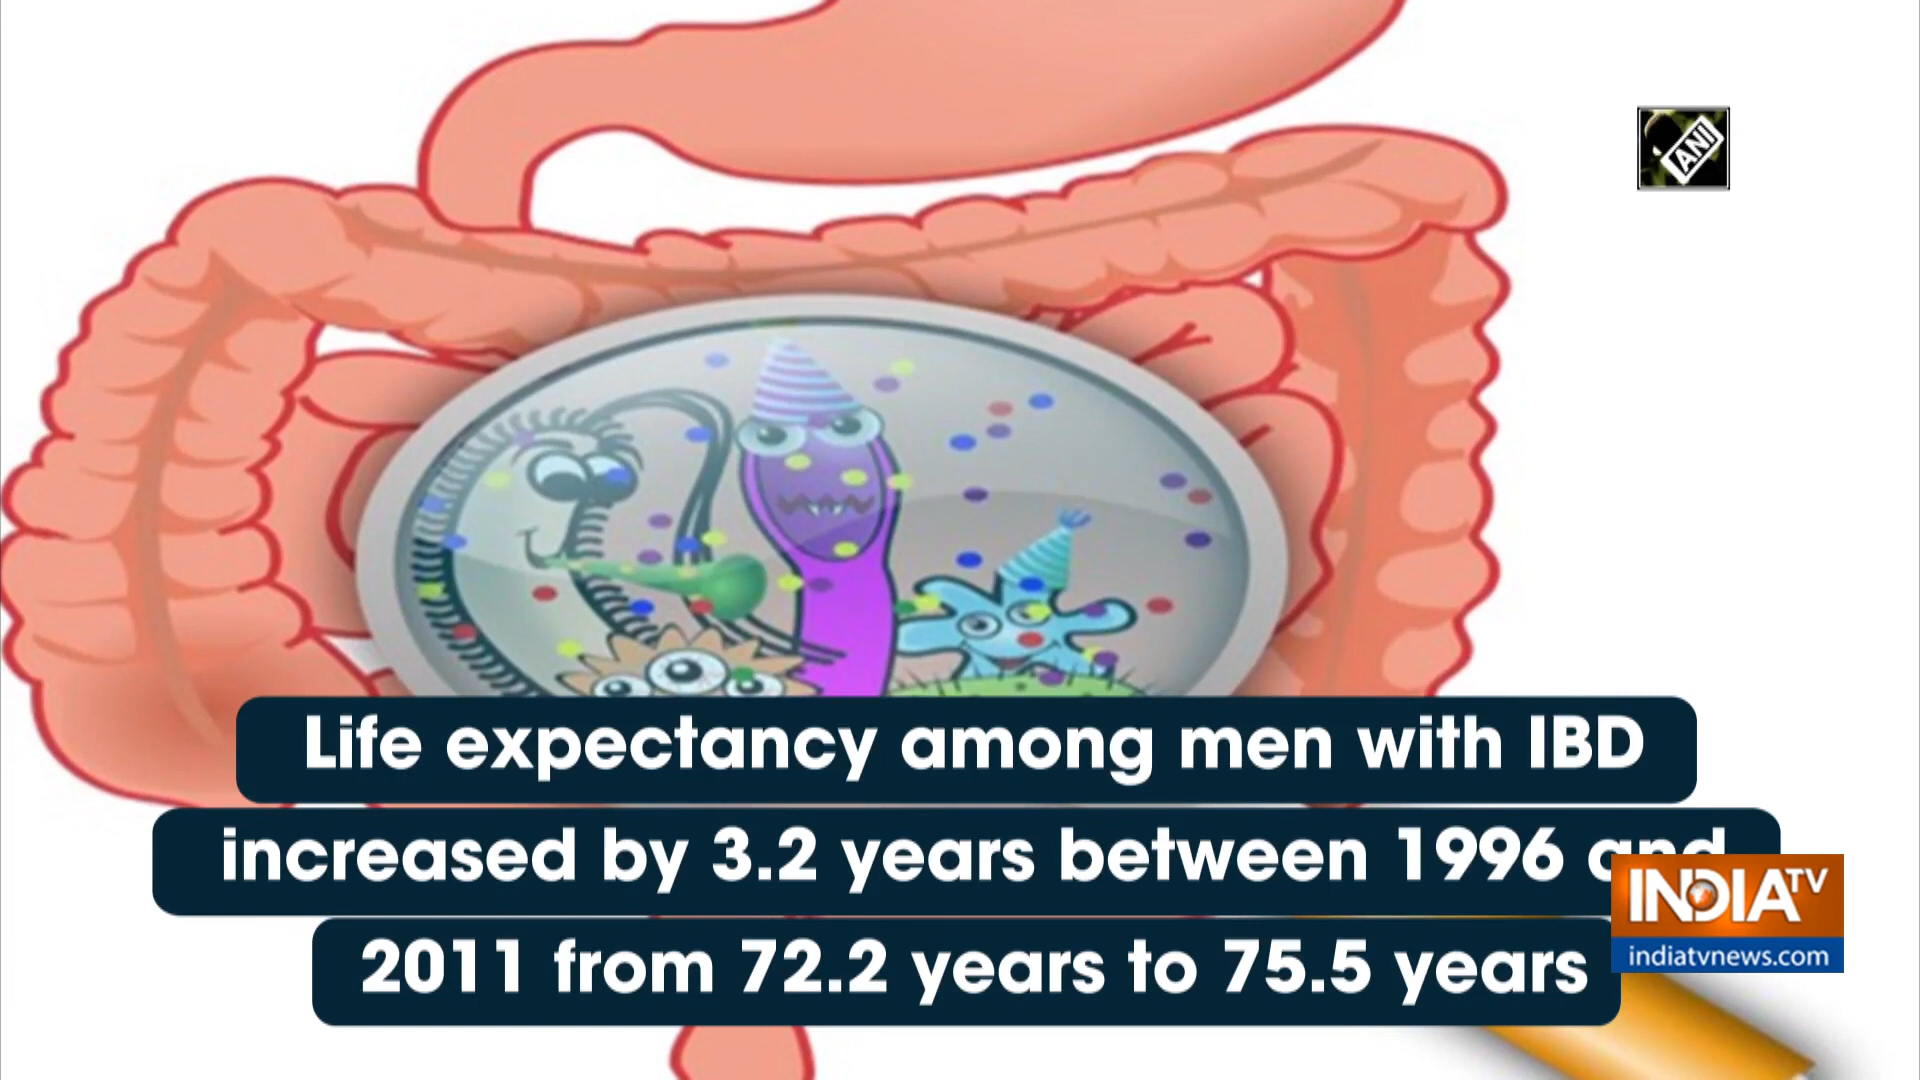 ANI
Life expectancy among men with IBD
increased by 3.2 years between 1996 and
2011 from 72.2 years to 75.5 years
INDIA TV
indiatvnews.com